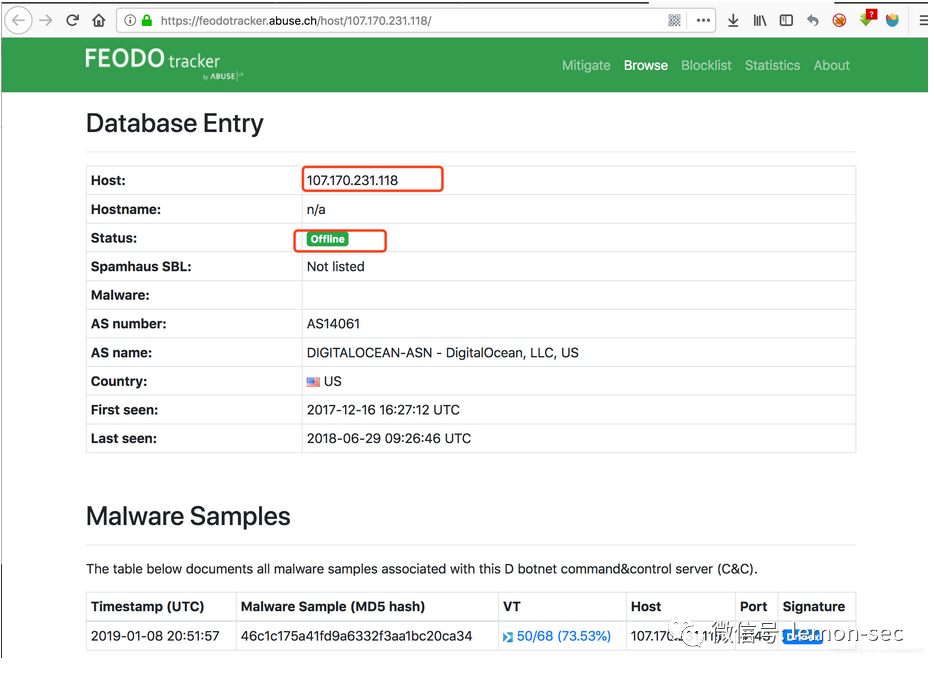 https://feodotracker.abuse.ch/host/107.170.231.118/
?
FEODO tracker
by ABUSE|ch
Mitigate Browse Blocklist Statistics About
Database Entry
Host: 107.170.231.118
Hostname: n/a
Status: Offline
Spamhaus SBL: Not listed
Malware:
AS number: AS14061
AS name: DIGITALOCEAN-ASN - DigitalOcean, LLC, US
Country: US
First seen: 2017-12-16 16:27:12 UTC
Last seen: 2018-06-29 09:26:46 UTC
Malware Samples
The table below documents all malware samples associated with this D botnet command&control server (C&C).
Timestamp (UTC) Malware Sample (MD5 hash) VT Host Port Signature
2019-01-08 20:51:57 46c1c175a41fd9a6332f3aa1bc20ca34 50/68 (73.53%)
微信号: lemon-sec